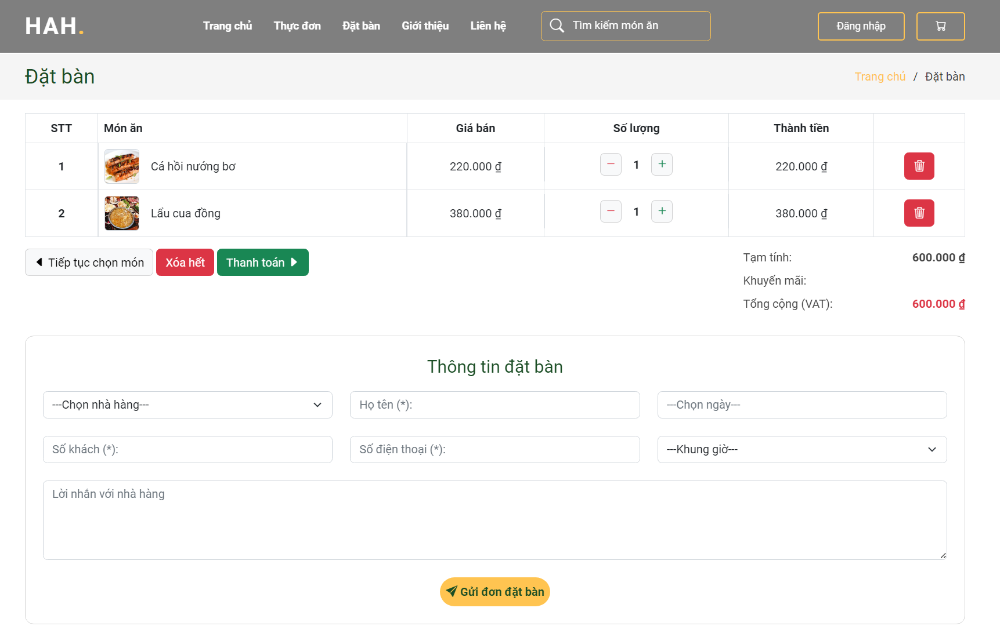 HAH.
Trang chủ Thực đơn Đặt bàn Giới thiệu Liên hệ Tìm kiếm món ăn Đăng nhập
Đặt bàn Trang chủ / Đặt bàn
STT Món ăn Giá bán Số lượng Thành tiền
1 Cá hồi nướng bơ 220.000 ₫ − 1 + 220.000 ₫
2 Lẩu cua đồng 380.000 ₫ − 1 + 380.000 ₫
Tiếp tục chọn món Xóa hết Thanh toán
Tạm tính: 600.000 ₫
Khuyến mãi:
Tổng cộng (VAT): 600.000 ₫
Thông tin đặt bàn
---Chọn nhà hàng--- Họ tên (*): ---Chọn ngày---
Số khách (*): Số điện thoại (*): ---Khung giờ---
Lời nhắn với nhà hàng
Gửi đơn đặt bàn